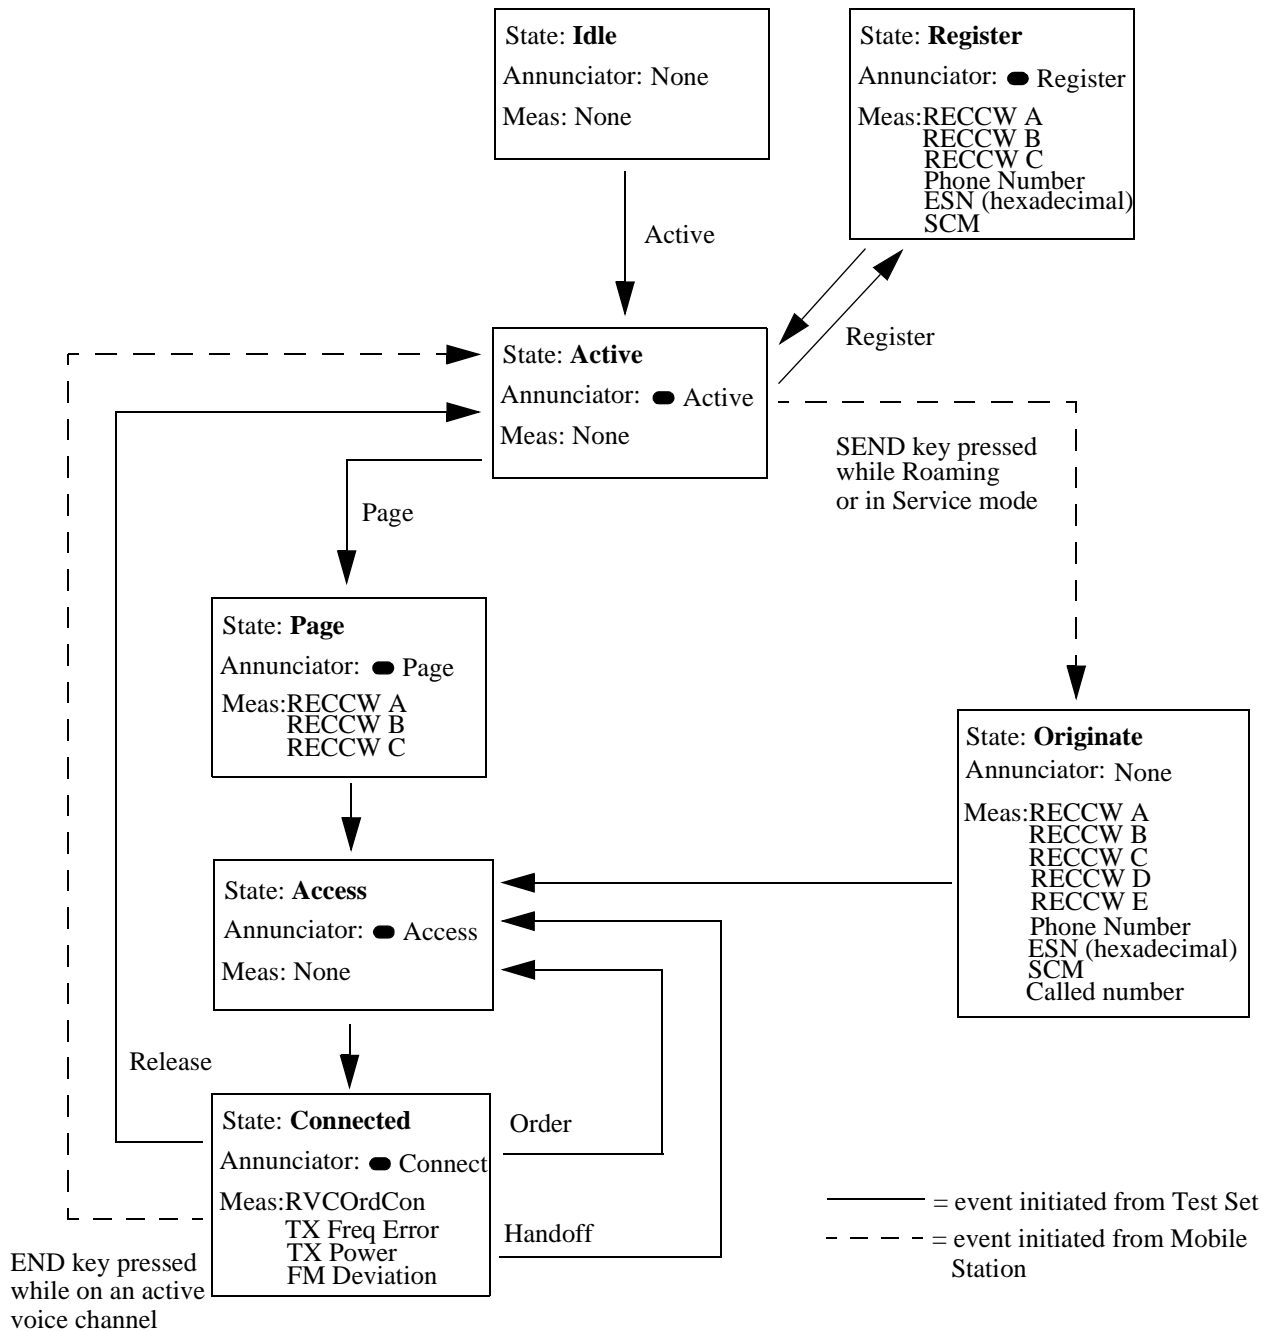 State: Idle
Annunciator: None
Meas: None
State: Register
Annunciator: Register
Meas:RECCW A
RECCW B
RECCW C
Phone Number
ESN (hexadecimal)
SCM
Active
Register
State: Active
Annunciator: Active
Meas: None
SEND key pressed
while Roaming
or in Service mode
Page
State: Page
Annunciator: Page
Meas:RECCW A
RECCW B
RECCW C
State: Originate
Annunciator: None
Meas:RECCW A
RECCW B
RECCW C
RECCW D
RECCW E
Phone Number
ESN (hexadecimal)
SCM
Called number
State: Access
Annunciator: Access
Meas: None
Release
State: Connected
Annunciator: Connect
Meas:RVCOrdCon
TX Freq Error
TX Power
FM Deviation
Order
Handoff
END key pressed
while on an active
voice channel
= event initiated from Test Set
= event initiated from Mobile
Station